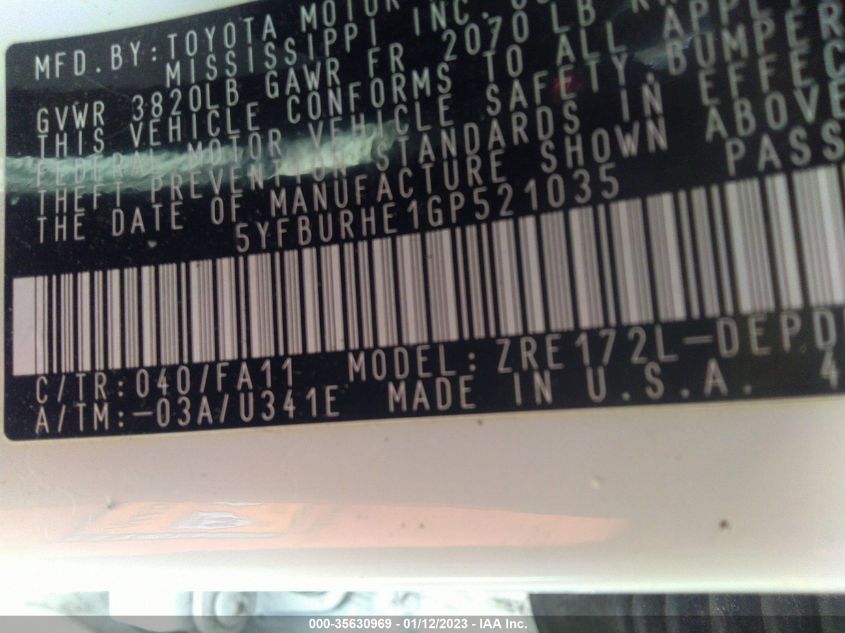 MFD.BY:TOYOTA MOTOR
MISSISSIPPI INC.
GVWR 3820LB GAWR FR 2070 LB
THIS VEHICLE CONFORMS TO ALL
FEDERAL MOTOR VEHICLE SAFETY,BUMPER
THEFT PREVENTION STANDARDS IN EFFEC
THE DATE OF MANUFACTURE SHOWN ABOVE
5YFBURHE1GP521035 PASS
C/TR:040/FA11 MODEL:ZRE172L-DEPD
A/TM:-03A/U341E MADE IN U.S.A. 4
000-35630969 - 01/12/2023 - IAA Inc.